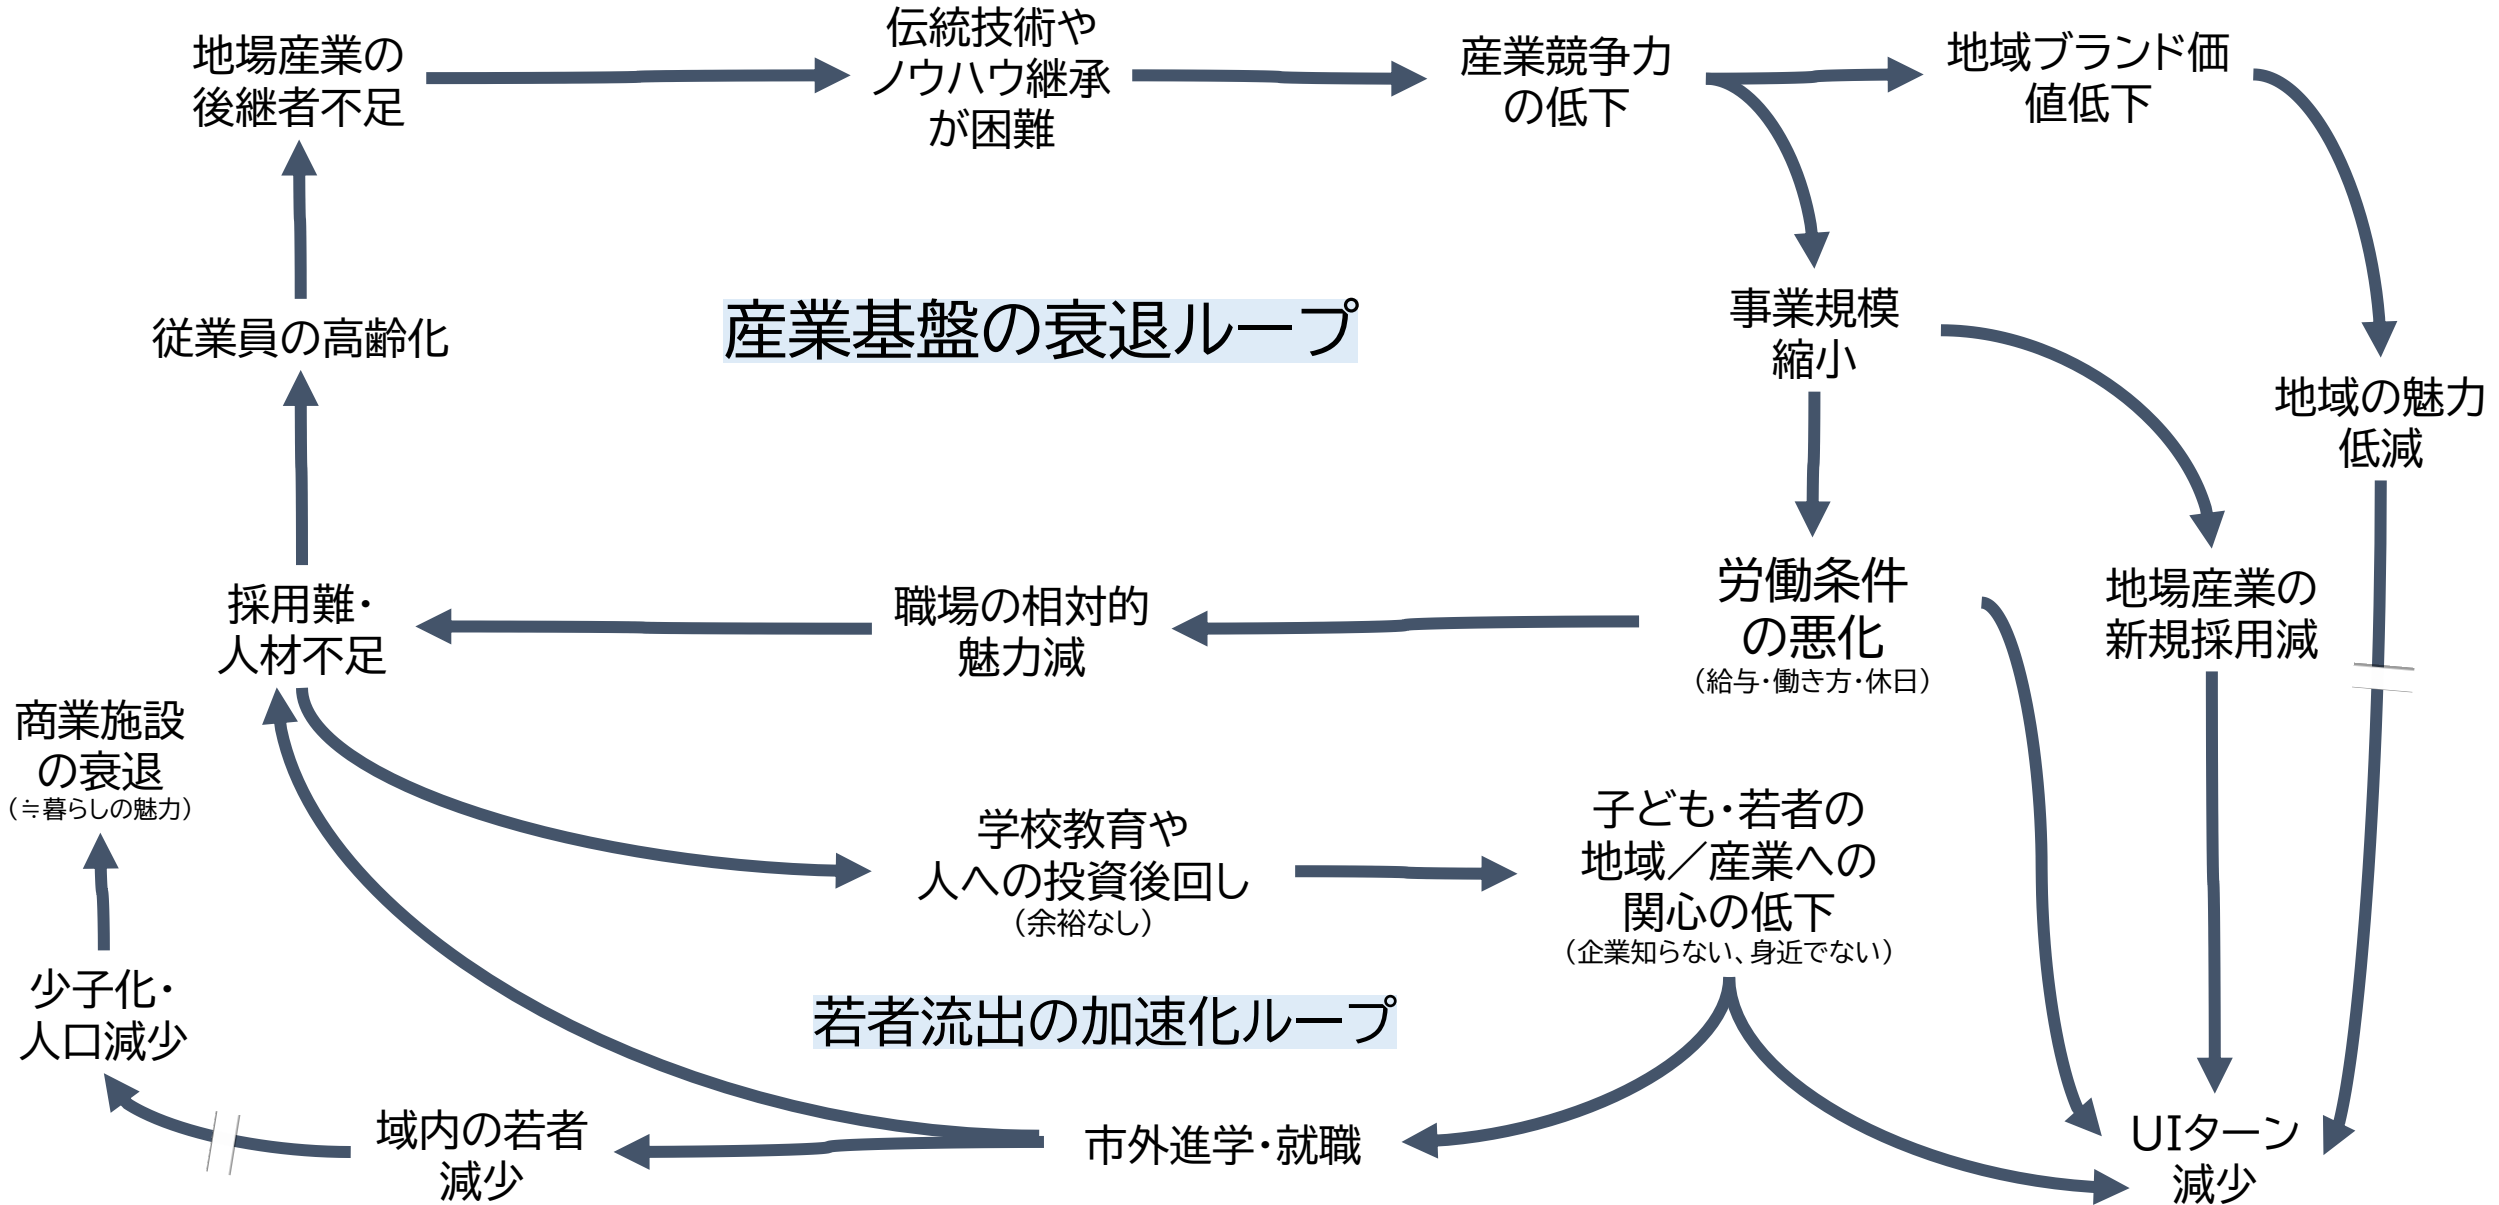 地場産業の
後継者不足
伝統技術や
ノウハウ継承
が困難
産業競争力
の低下
地域ブランド価
値低下
従業員の高齢化
産業基盤の衰退ループ
事業規模
縮小
地域の魅力
低減
採用難・
人材不足
職場の相対的
魅力減
労働条件
の悪化
（給与・働き方・休日）
地場産業の
新規採用減
商業施設
の衰退
（≒暮らしの魅力）
学校教育や
人への投資後回し
（余裕なし）
子ども・若者の
地域／産業への
関心の低下
（企業知らない、身近でない）
少子化・
人口減少
若者流出の加速化ループ
域内の若者
減少
市外進学・就職
UIターン
減少